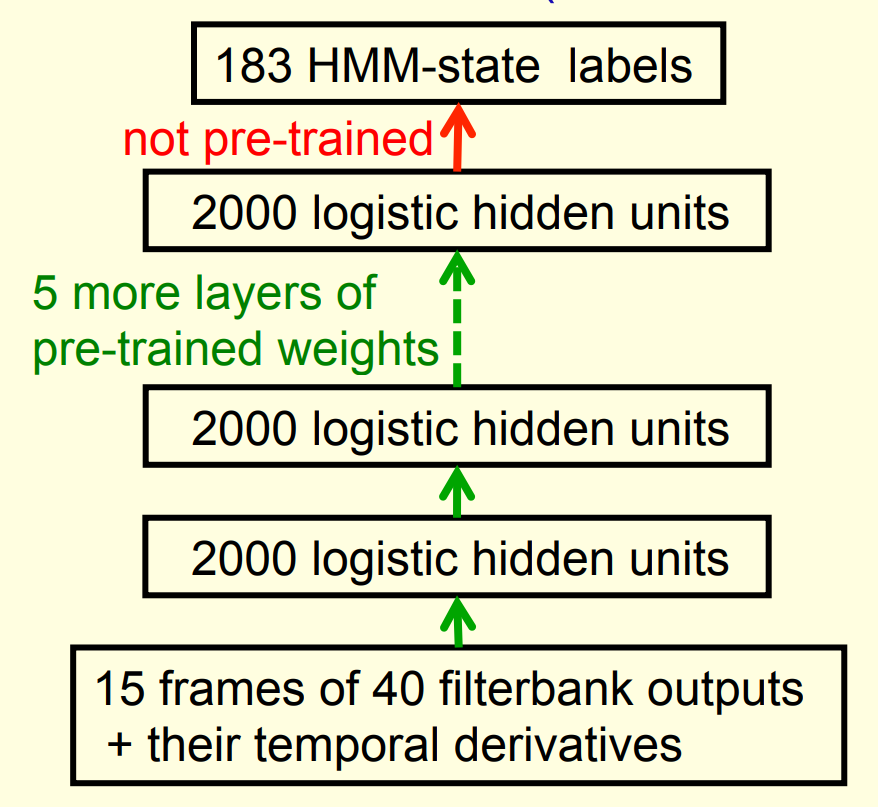 183 HMM-state labels
not pre-trained
2000 logistic hidden units
5 more layers of
pre-trained weights
2000 logistic hidden units
2000 logistic hidden units
15 frames of 40 filterbank outputs
+ their temporal derivatives